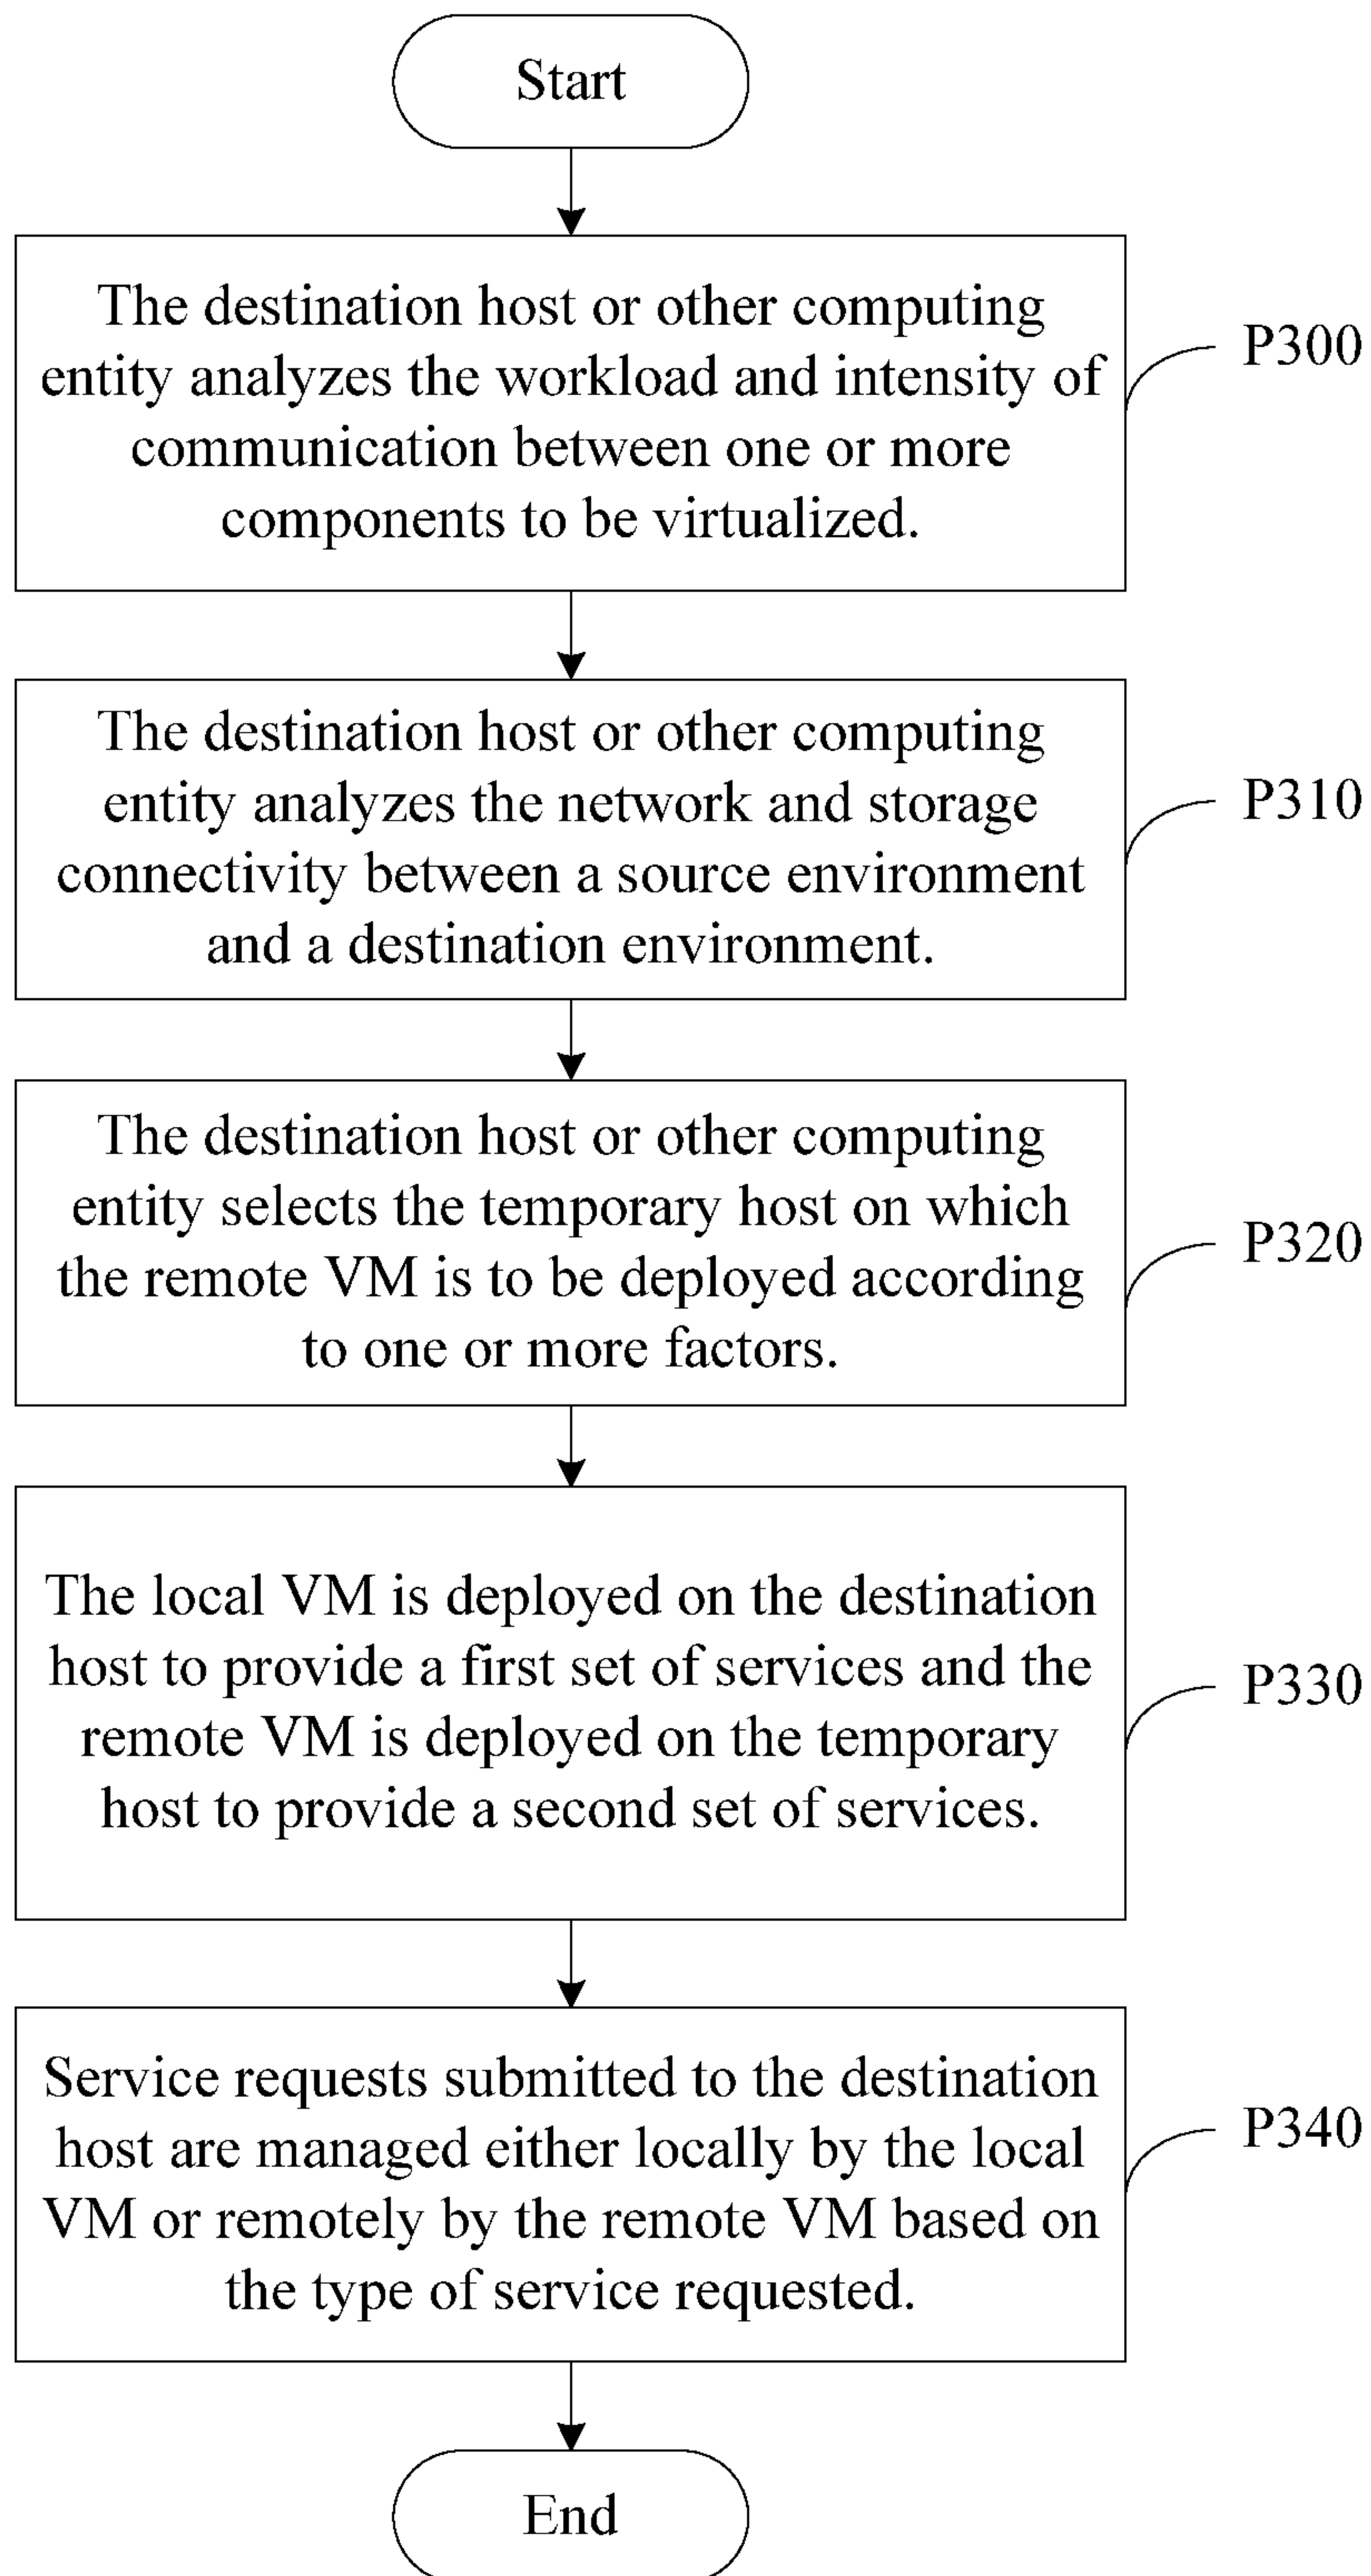 Start
The destination host or other computing
entity analyzes the workload and intensity of
communication between one or more
components to be virtualized.
P300
The destination host or other computing
entity analyzes the network and storage
connectivity between a source environment
and a destination environment.
P310
The destination host or other computing
entity selects the temporary host on which
the remote VM is to be deployed according
to one or more factors.
P320
The local VM is deployed on the destination
host to provide a first set of services and the
remote VM is deployed on the temporary
host to provide a second set of services.
P330
Service requests submitted to the destination
host are managed either locally by the local
VM or remotely by the remote VM based on
the type of service requested.
P340
End